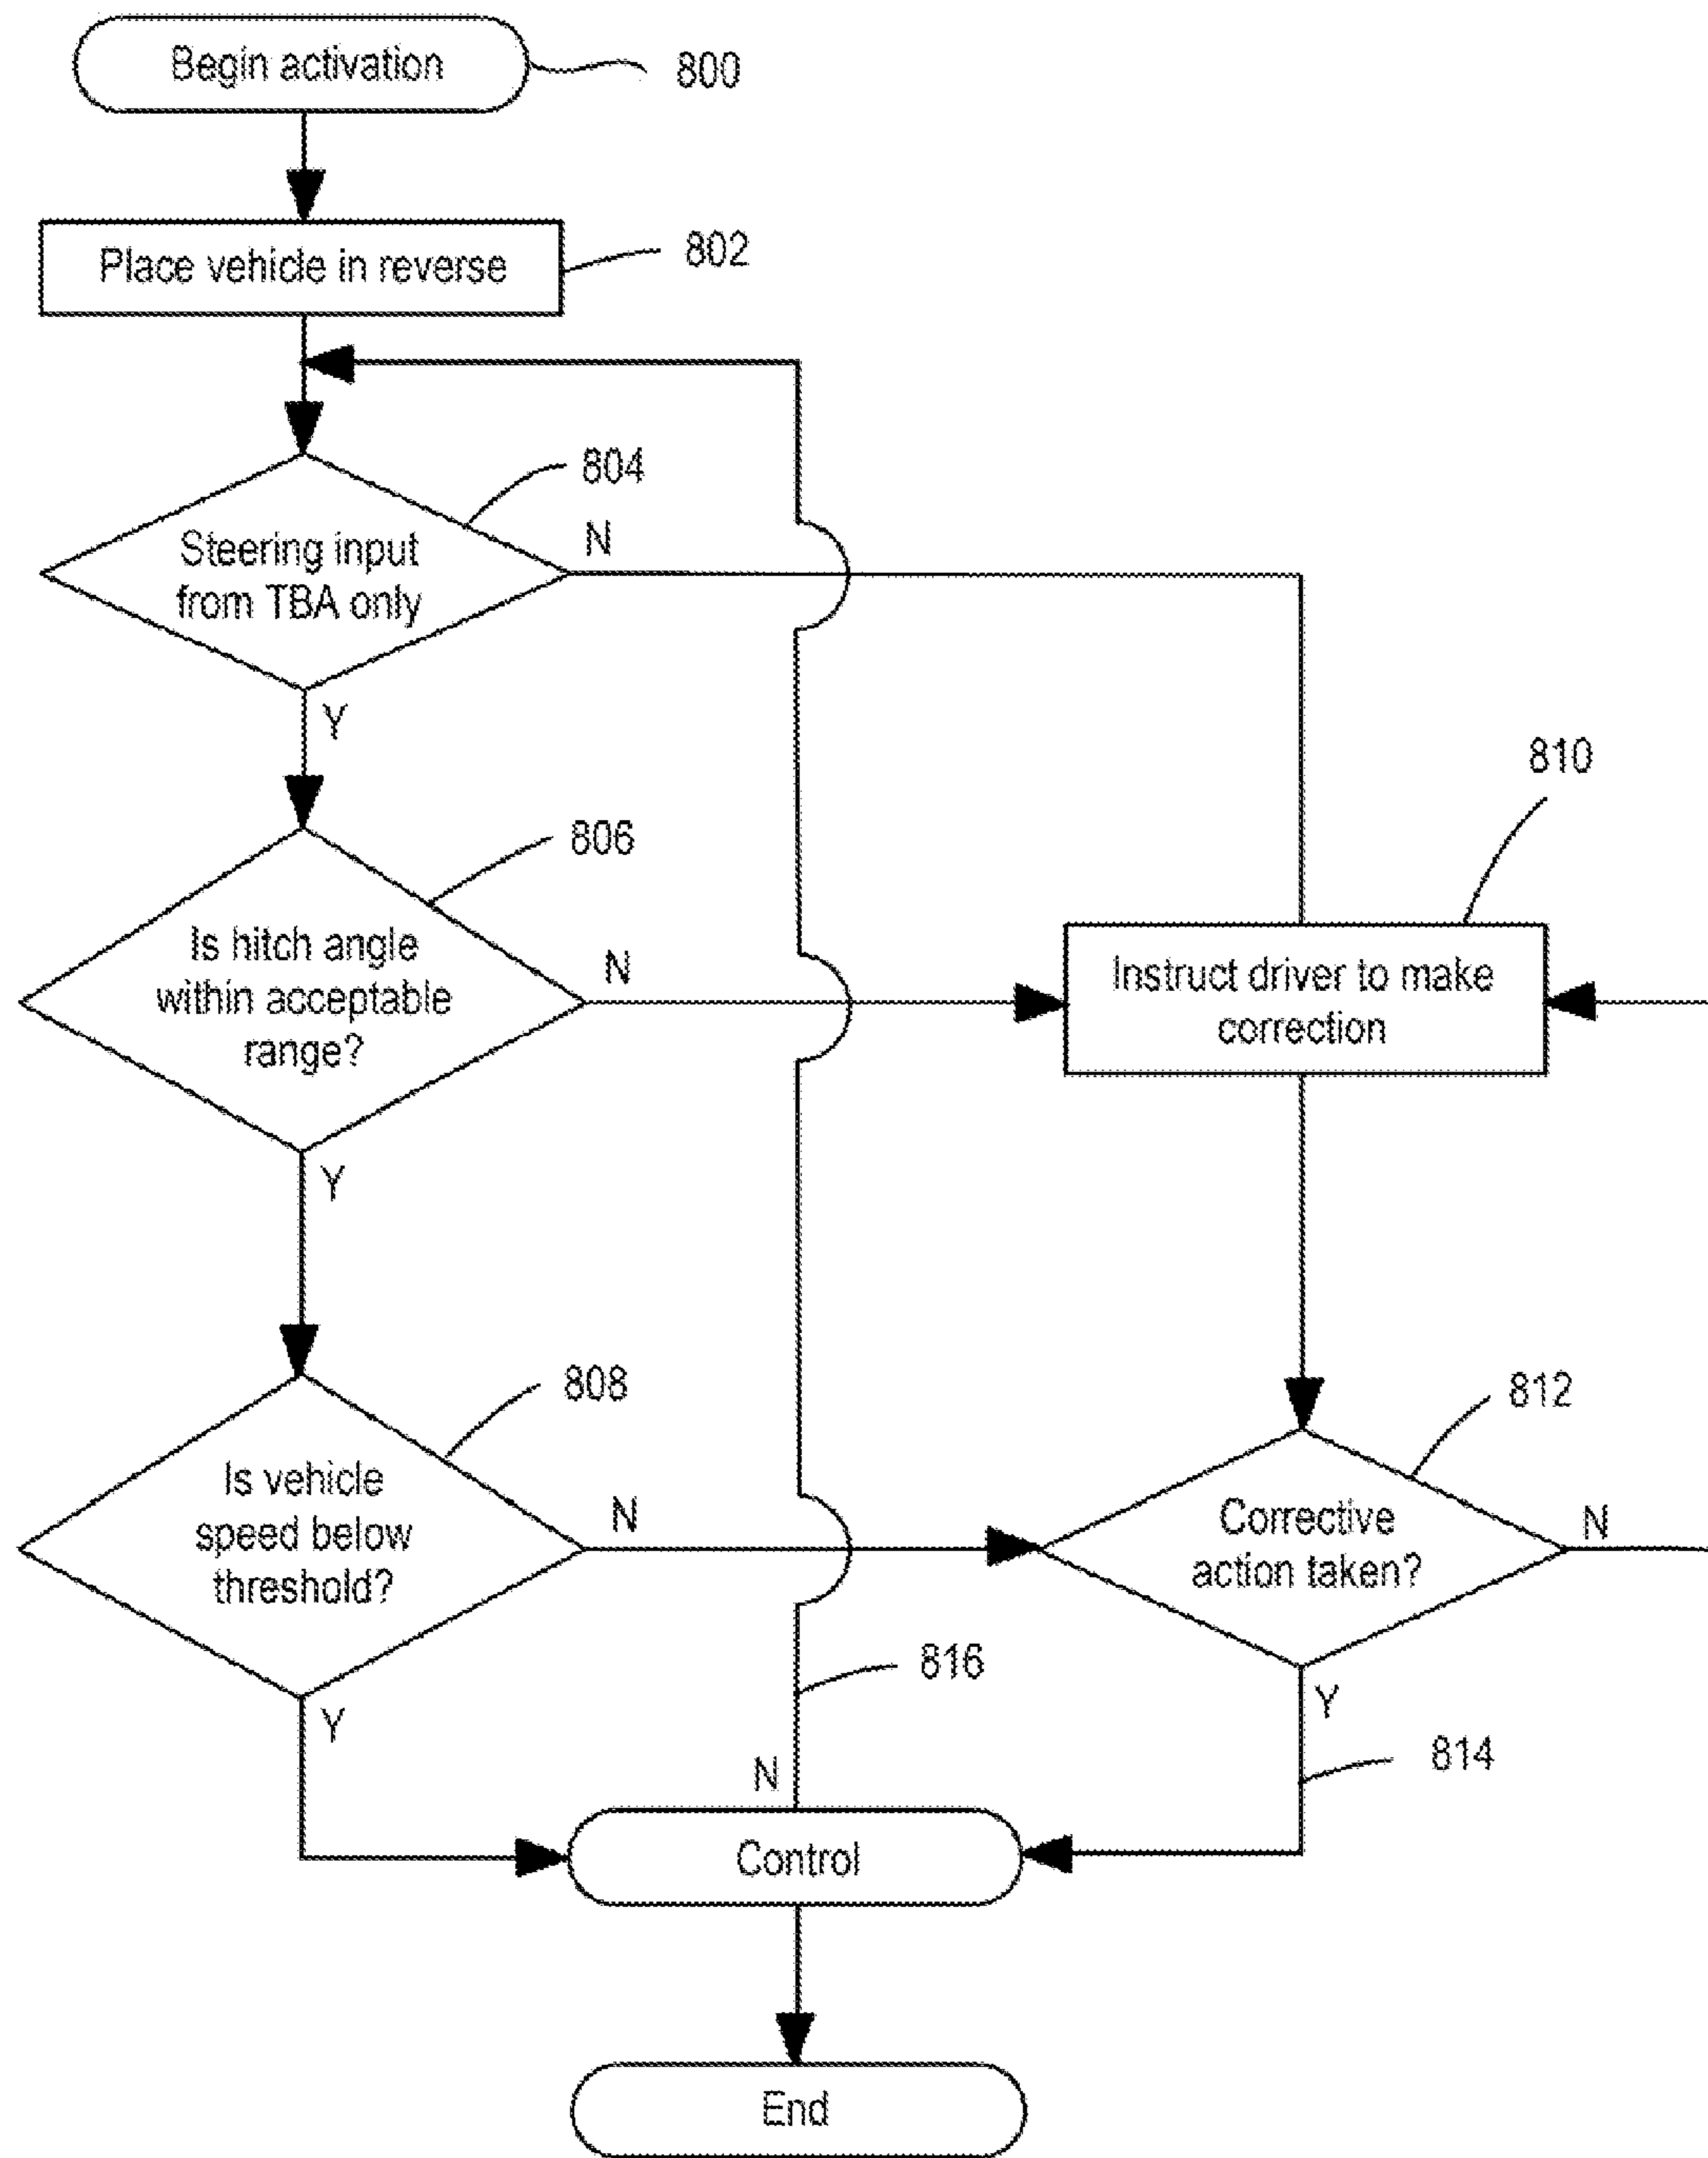 Begin activation
800
Place vehicle in reverse
802
804
Steering input
from TBA only
N
Y
810
806
Is hitch angle
within acceptable
range?
N
Instruct driver to make
correction
Y
808
812
Is vehicle
speed below
threshold?
N
Corrective
action taken?
N
816
Y
Y
814
N
Control
End